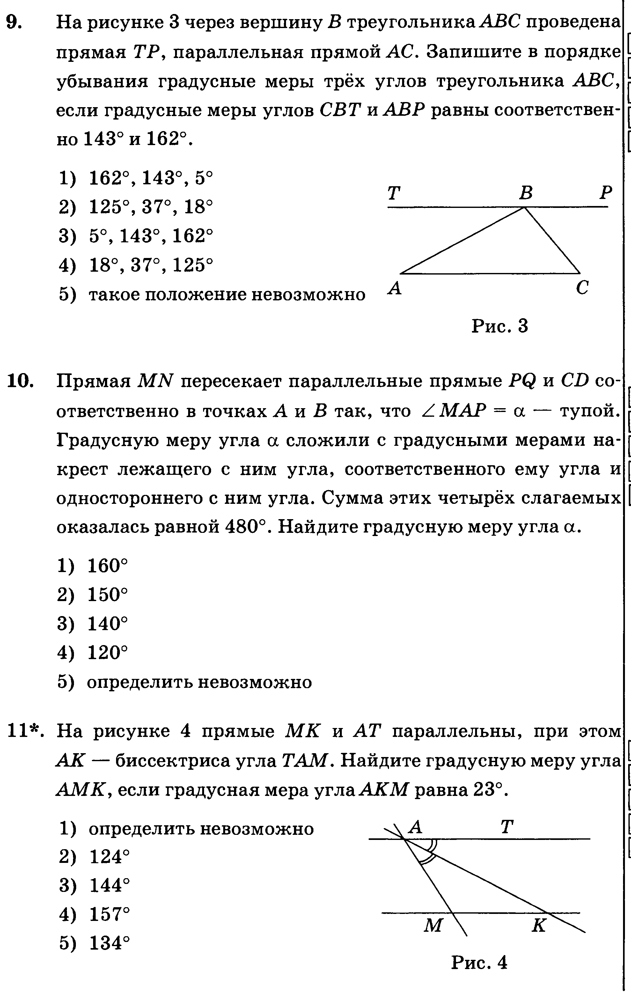 9. На рисунке 3 через вершину B треугольника ABC проведена
прямая TP, параллельная прямой AC. Запишите в порядке
убывания градусные меры трёх углов треугольника ABC,
если градусные меры углов CBT и ABP равны соответствен-
но 143° и 162°.
1) 162°, 143°, 5°
2) 125°, 37°, 18°
3) 5°, 143°, 162°
4) 18°, 37°, 125°
5) такое положение невозможно
T B P
A C
Рис. 3
10. Прямая MN пересекает параллельные прямые PQ и CD со-
ответственно в точках A и B так, что ∠MAP = α — тупой.
Градусную меру угла α сложили с градусными мерами на-
крест лежащего с ним угла, соответственного ему угла и
одностороннего с ним угла. Сумма этих четырёх слагаемых
оказалась равной 480°. Найдите градусную меру угла α.
1) 160°
2) 150°
3) 140°
4) 120°
5) определить невозможно
11*. На рисунке 4 прямые MK и AT параллельны, при этом
AK — биссектриса угла TAM. Найдите градусную меру угла
AMK, если градусная мера угла AKM равна 23°.
1) определить невозможно
2) 124°
3) 144°
4) 157°
5) 134°
A T
M K
Рис. 4